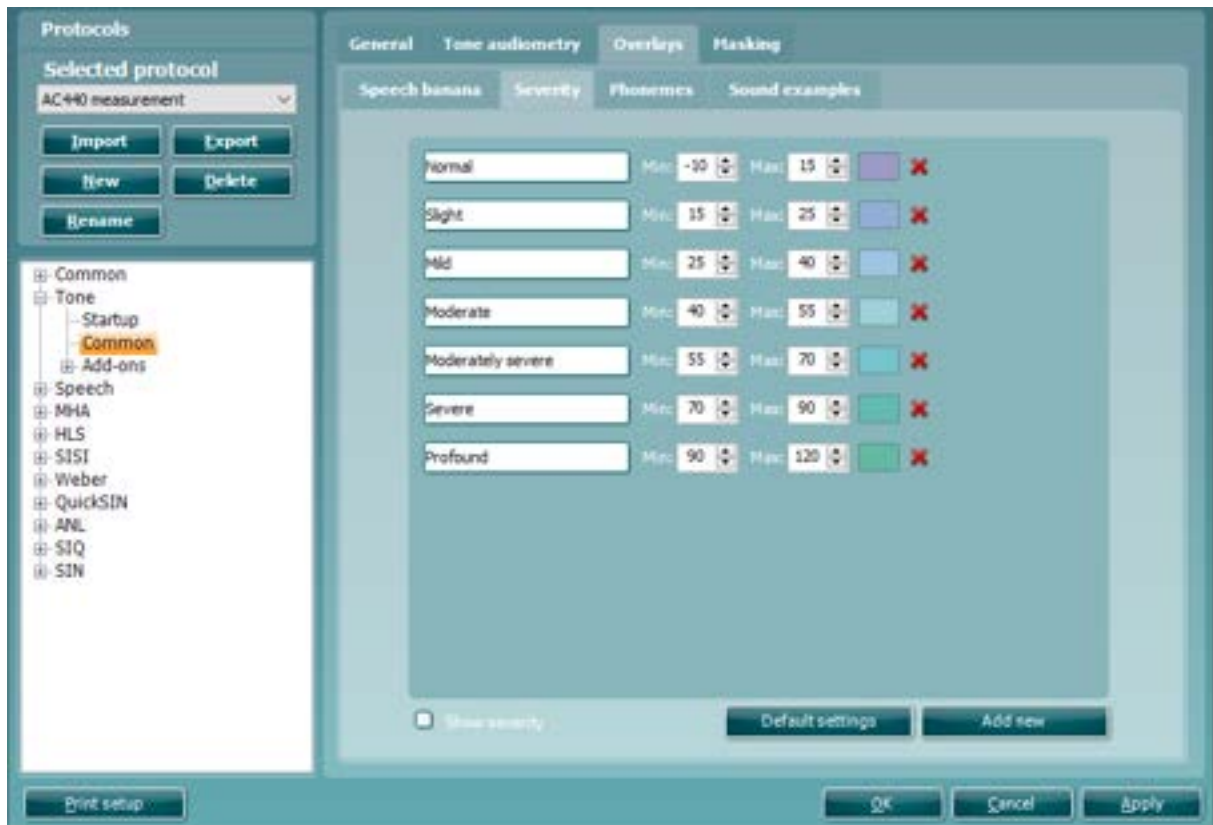 Protocols
Selected protocol
AC440 measurement
Import Export
New Delete
Rename
Common
Tone
Startup
Common
Add-ons
Speech
MHA
HLS
SISI
Weber
QuickSIN
ANL
SIQ
SIN
Print setup
General Tone audiometry Overlays Masking
Speech banana Severity Phonemes Sound examples
Normal Min: -10 Max: 15
Slight Min: 15 Max: 25
Mild Min: 25 Max: 40
Moderate Min: 40 Max: 55
Moderately severe Min: 55 Max: 70
Severe Min: 70 Max: 90
Profound Min: 90 Max: 120
Show severity Default settings Add new
OK Cancel Apply